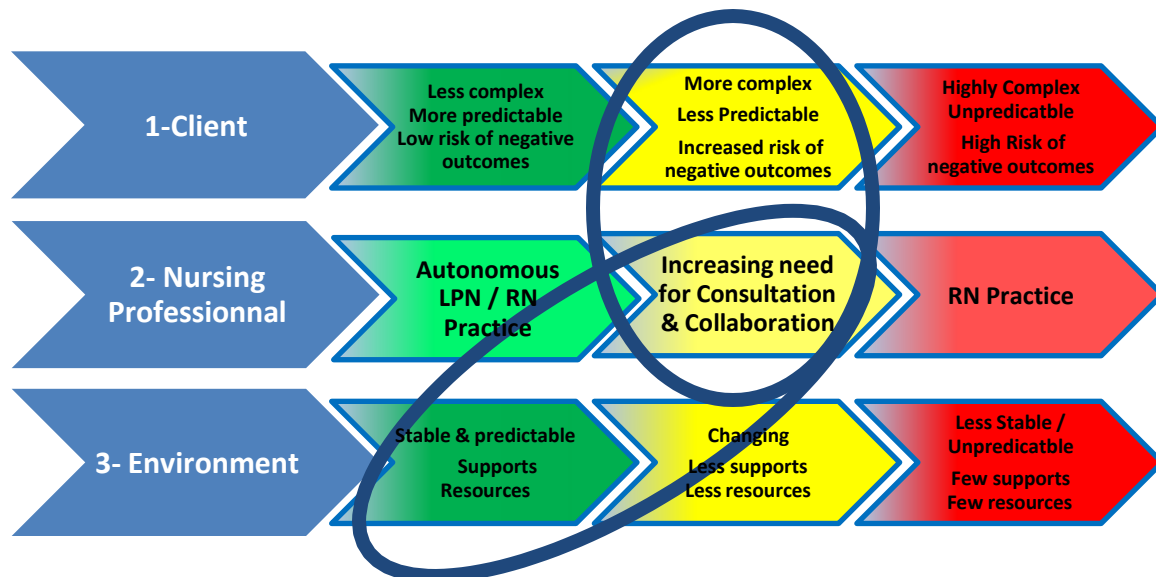 1-Client
Less complex
More predictable
Low risk of negative
outcomes
More complex
Less Predictable
Increased risk of
negative outcomes
Highly Complex
Unpredicatble
High Risk of
negative outcomes
2- Nursing
Professionnal
Autonomous
LPN / RN
Practice
Increasing need
for Consultation
& Collaboration
RN Practice
3- Environment
Stable & predictable
Supports
Resources
Changing
Less supports
Less resources
Less Stable /
Unpredicatble
Few supports
Few resources